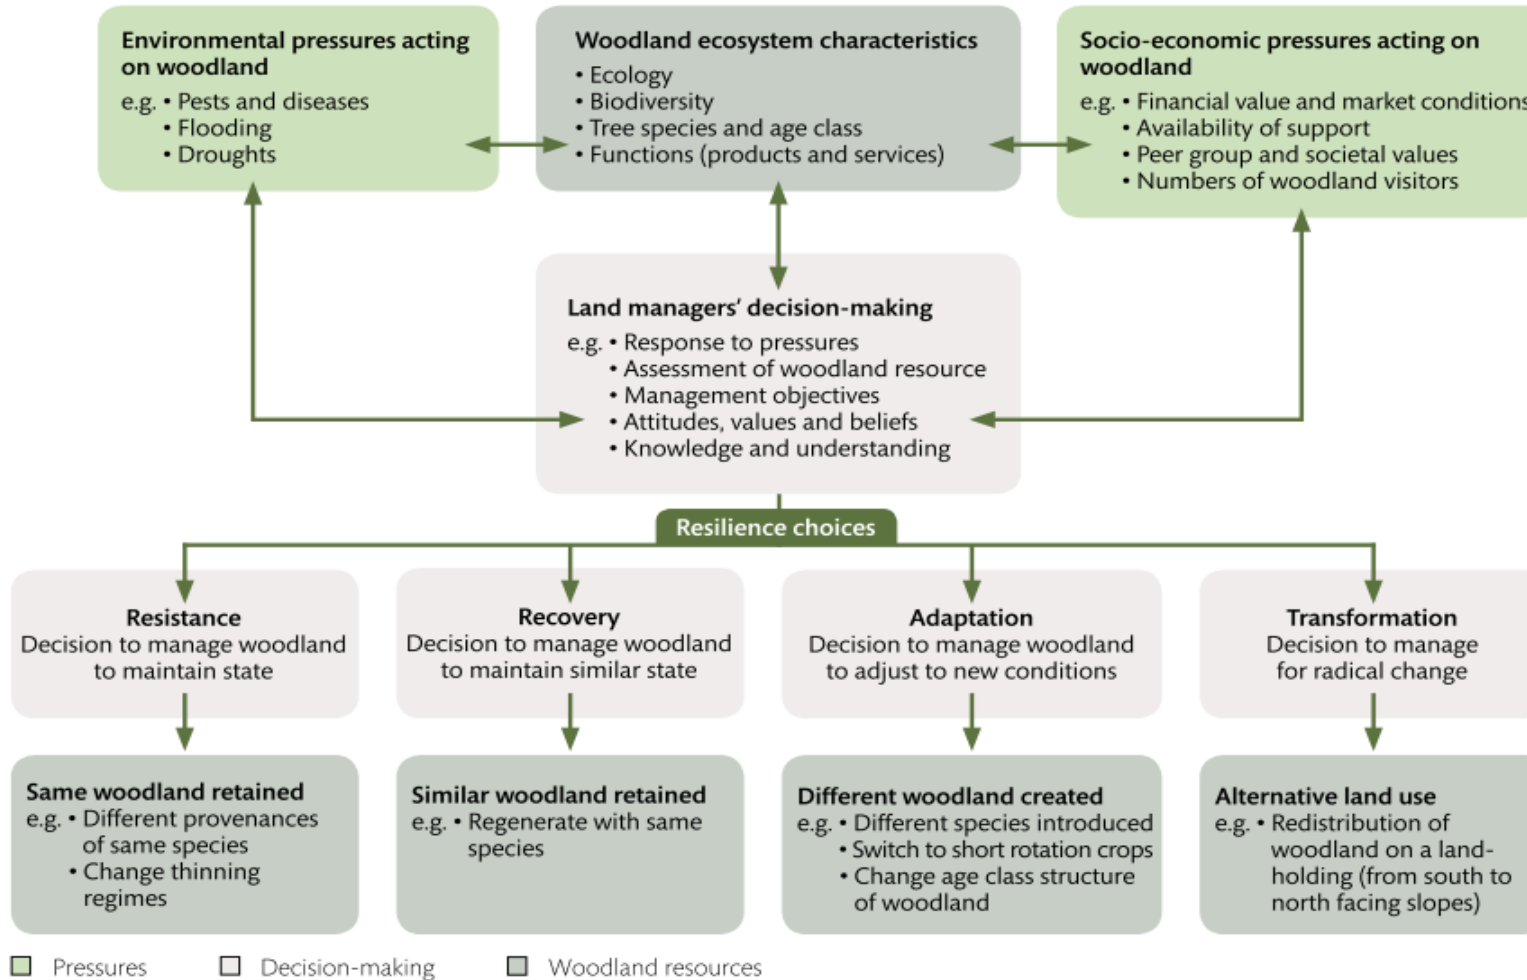 Environmental pressures acting
on woodland
e.g. • Pests and diseases
• Flooding
• Droughts
Woodland ecosystem characteristics
• Ecology
• Biodiversity
• Tree species and age class
• Functions (products and services)
Socio-economic pressures acting on
woodland
e.g. • Financial value and market conditions
• Availability of support
• Peer group and societal values
• Numbers of woodland visitors
Land managers' decision-making
e.g. • Response to pressures
• Assessment of woodland resource
• Management objectives
• Attitudes, values and beliefs
• Knowledge and understanding
Resilience choices
Resistance
Decision to manage woodland
to maintain state
Recovery
Decision to manage woodland
to maintain similar state
Adaptation
Decision to manage woodland
to adjust to new conditions
Transformation
Decision to manage
for radical change
Same woodland retained
e.g. • Different provenances
of same species
• Change thinning
regimes
Similar woodland retained
e.g. • Regenerate with same
species
Different woodland created
e.g. • Different species introduced
• Switch to short rotation crops
• Change age class structure
of woodland
Alternative land use
e.g. • Redistribution of
woodland on a land-
holding (from south to
north facing slopes)
Pressures
Decision-making
Woodland resources